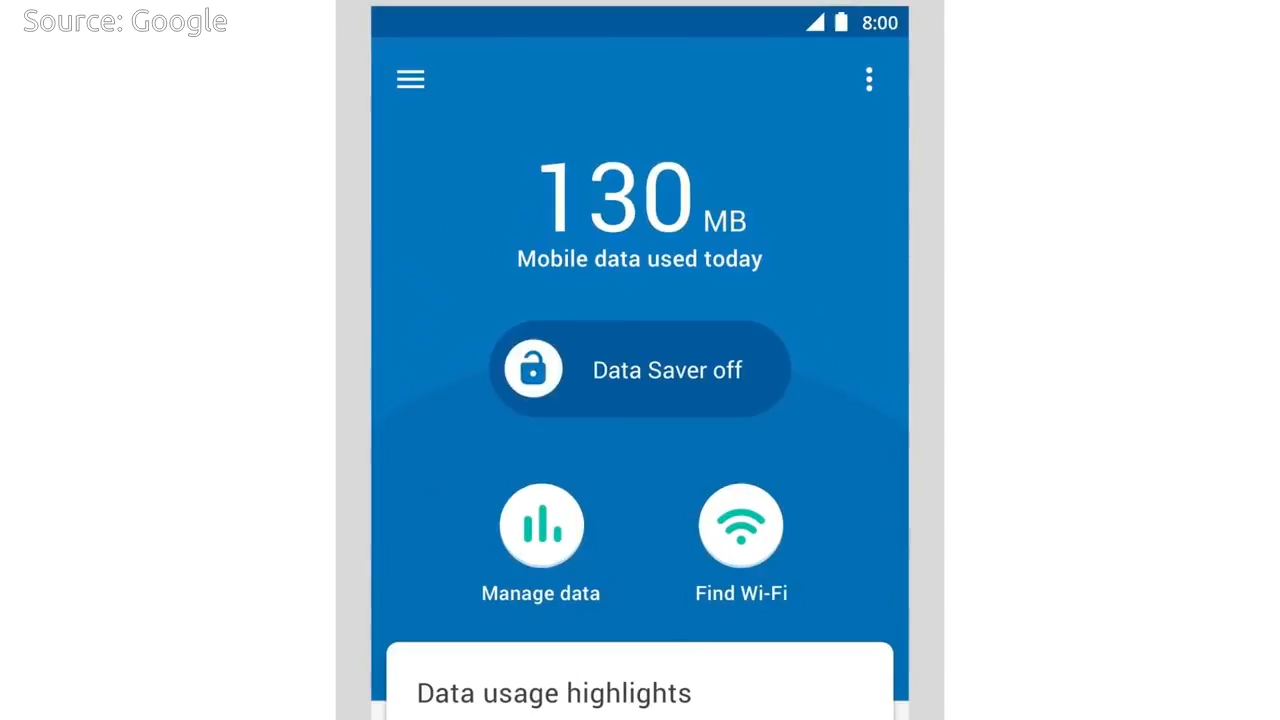 Source: Google
8:00
130 MB
Mobile data used today
Data Saver off
Manage data
Find Wi-Fi
Data usage highlights